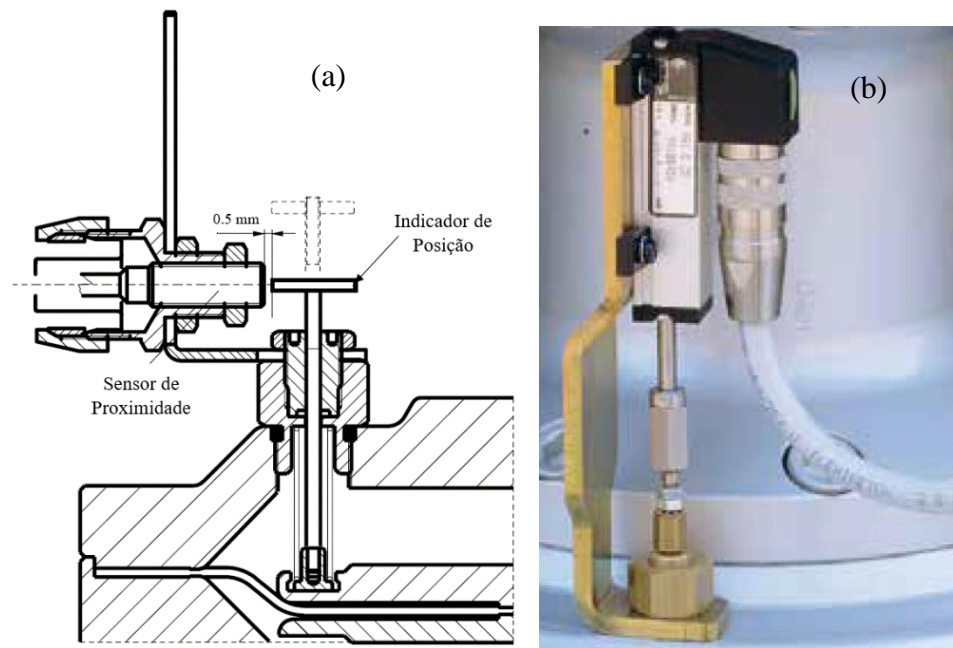 (a)
(b)
0.5 mm
Indicador de
Posição
Sensor de
Proximidade